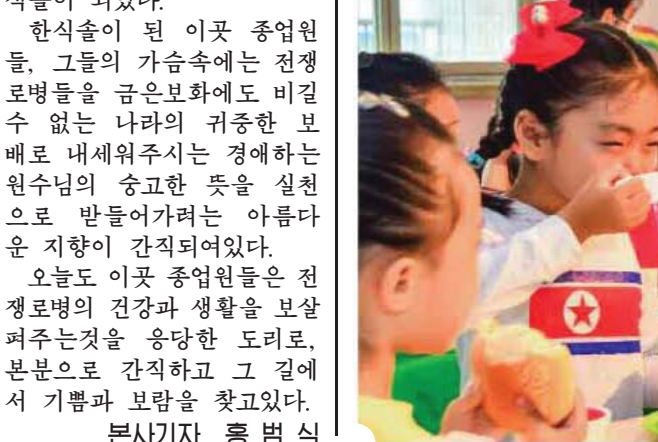 식솔이 되였다.
한식솔이 된 이곳 종업원
들, 그들의 가슴속에는 전쟁
로병들을 금은보화에도 비길
수 없는 나라의 귀중한 보
배로 내세워주시는 경애하는
원수님의 숭고한 뜻을 실천
으로 받들어가려는 아름다
운 지향이 간직되여있다.
오늘도 이곳 종업원들은 전
쟁로병의 건강과 생활을 보살
펴주는것을 응당한 도리로,
본분으로 간직하고 그 길에
서 기쁨과 보람을 찾고있다.
본사기자 홍 범 식